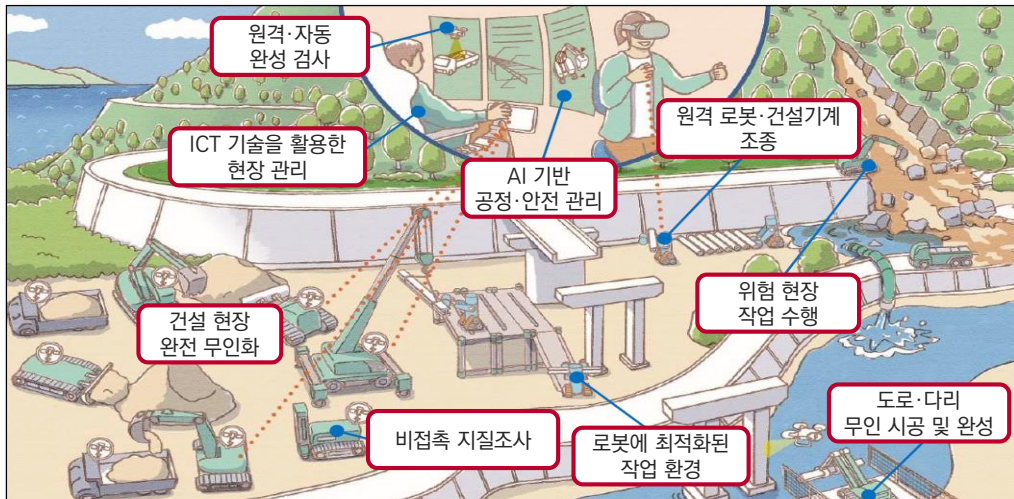 원격·자동
완성 검사
ICT 기술을 활용한
현장 관리
AI 기반
공정·안전 관리
원격 로봇·건설기계
조종
위험 현장
작업 수행
건설 현장
완전 무인화
비접촉 지질조사
로봇에 최적화된
작업 환경
도로·다리
무인 시공 및 완성